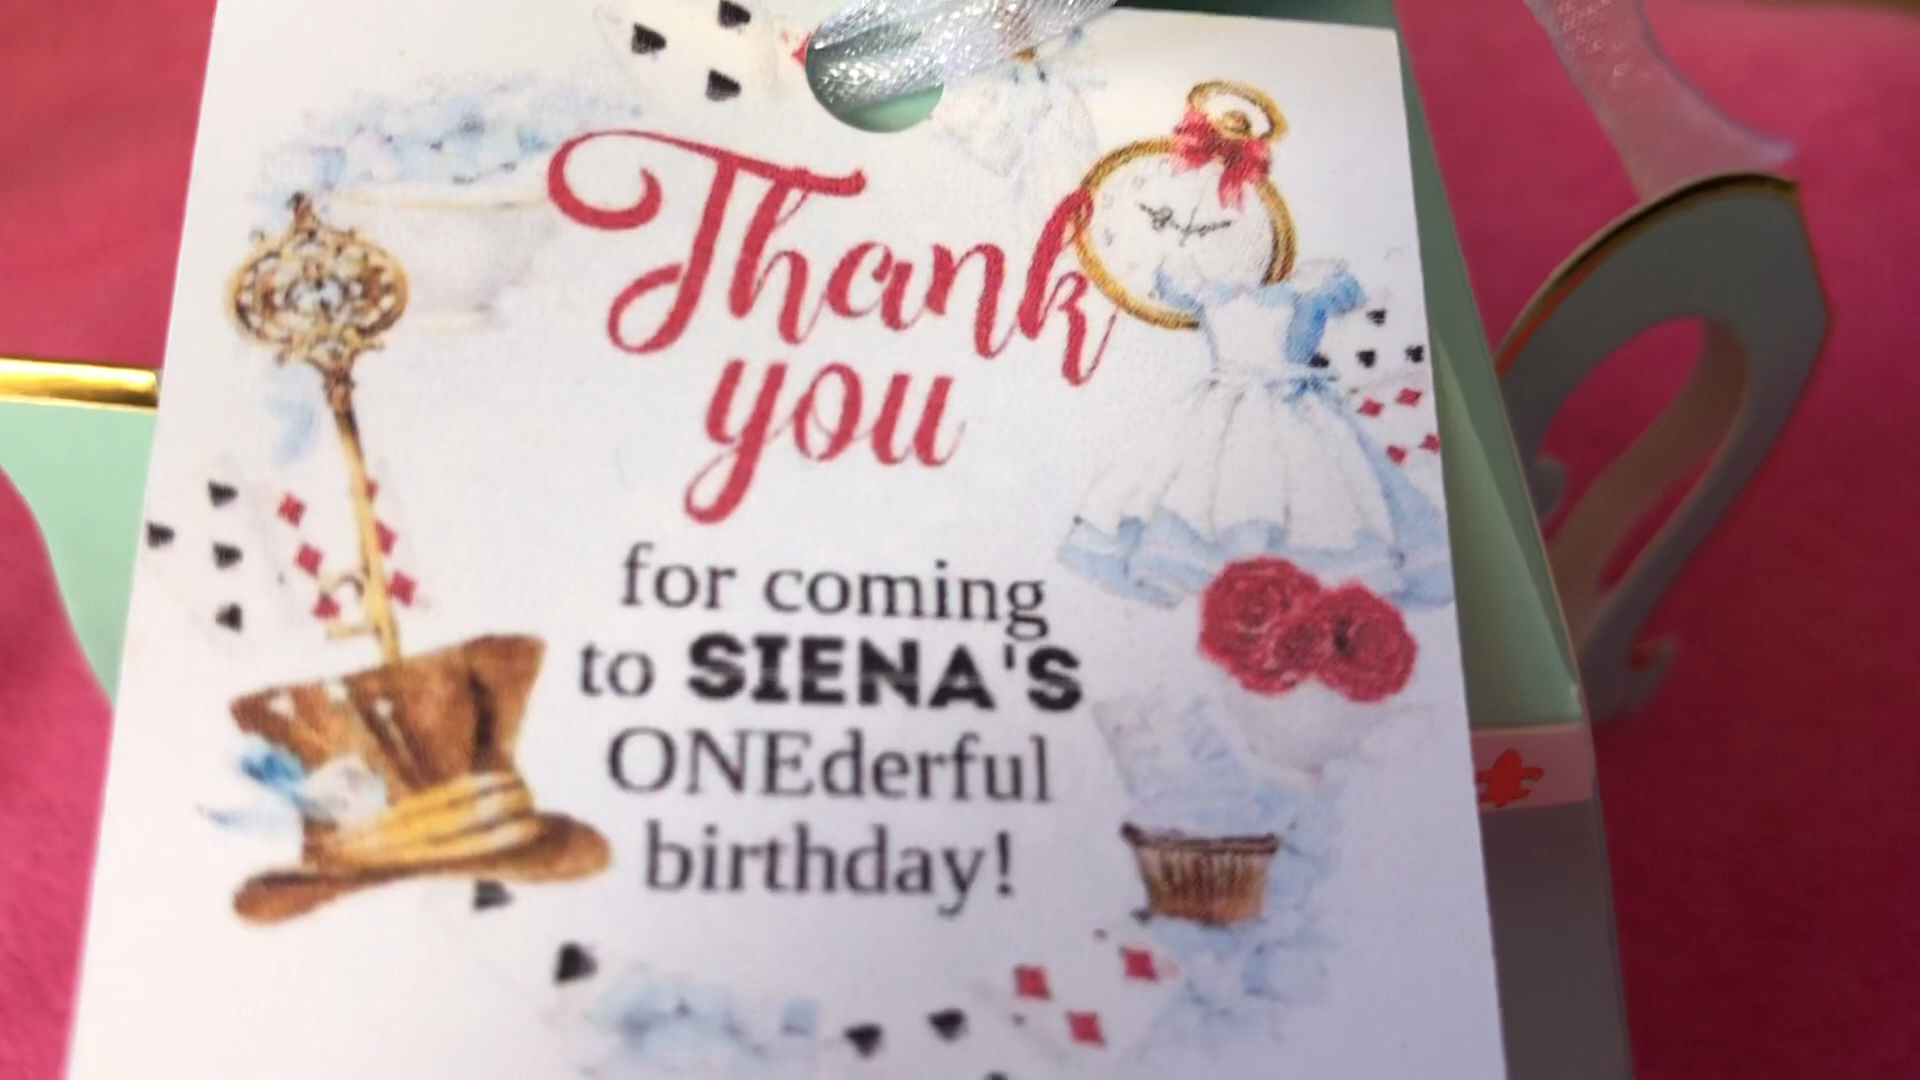 Thank
you
for coming
to SIENA'S
ONEderful
birthday!